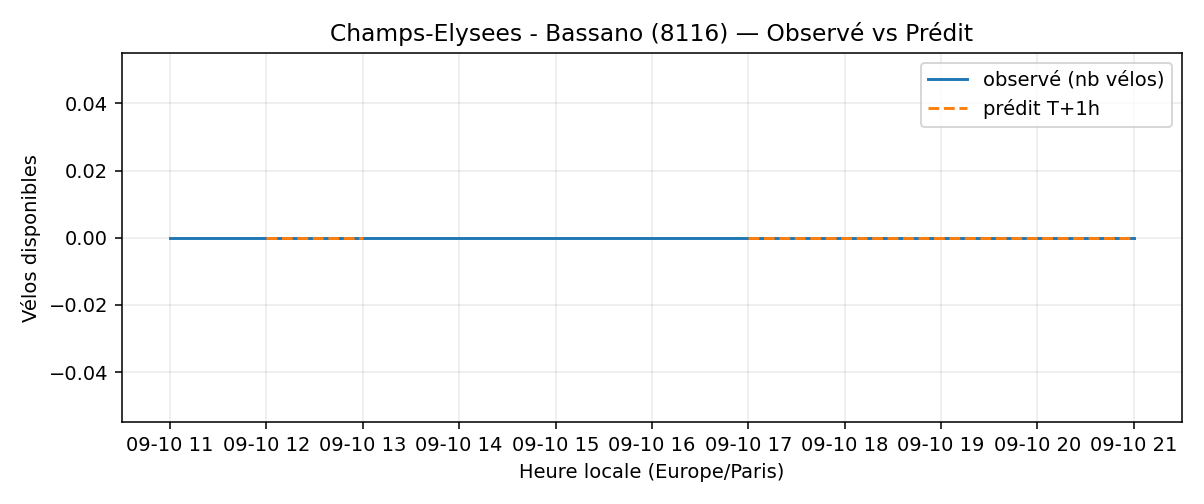 Champs-Elysees - Bassano (8116) — Observé vs Prédit
observé (nb vélos)
prédit T+1h
Vélos disponibles
0.04
0.02
0.00
−0.02
−0.04
09-10 11 09-10 12 09-10 13 09-10 14 09-10 15 09-10 16 09-10 17 09-10 18 09-10 19 09-10 20 09-10 21
Heure locale (Europe/Paris)